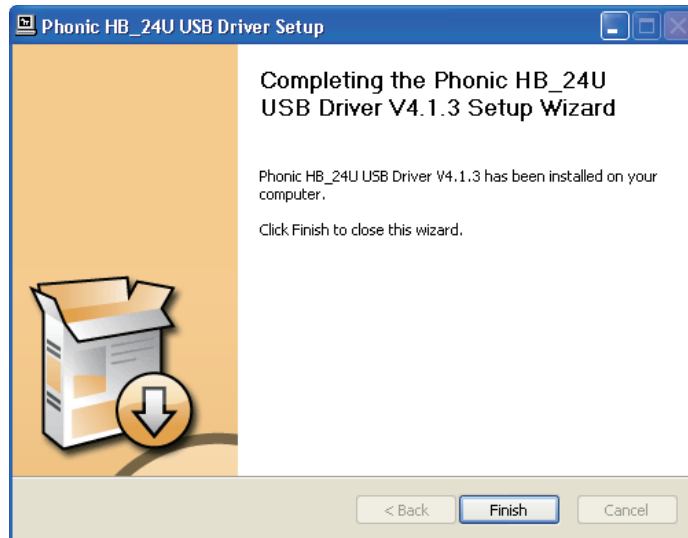 Phonic HB_24U USB Driver Setup
Completing the Phonic HB_24U
USB Driver V4.1.3 Setup Wizard
Phonic HB_24U USB Driver V4.1.3 has been installed on your
computer.
Click Finish to close this wizard.
< Back Finish Cancel